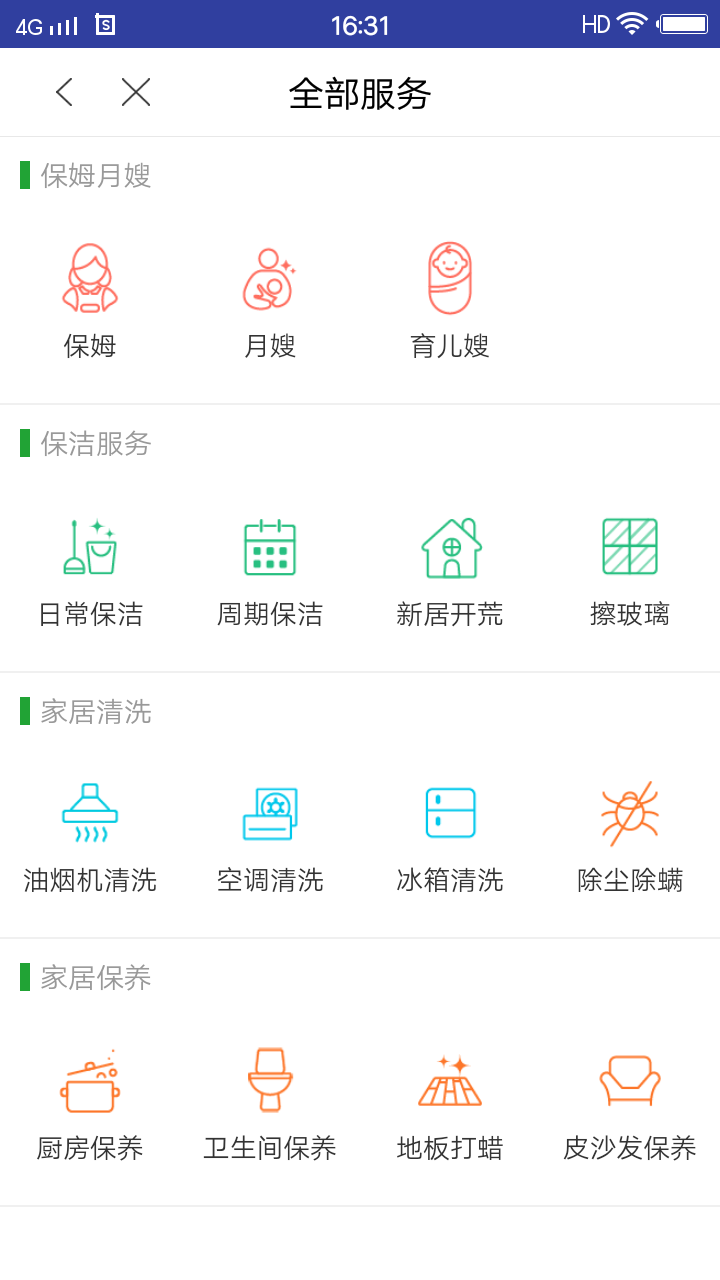 4G S 16:31 HD
全部服务
保姆月嫂
保姆 月嫂 育儿嫂
保洁服务
日常保洁 周期保洁 新居开荒 擦玻璃
家居清洗
油烟机清洗 空调清洗 冰箱清洗 除尘除螨
家居保养
厨房保养 卫生间保养 地板打蜡 皮沙发保养